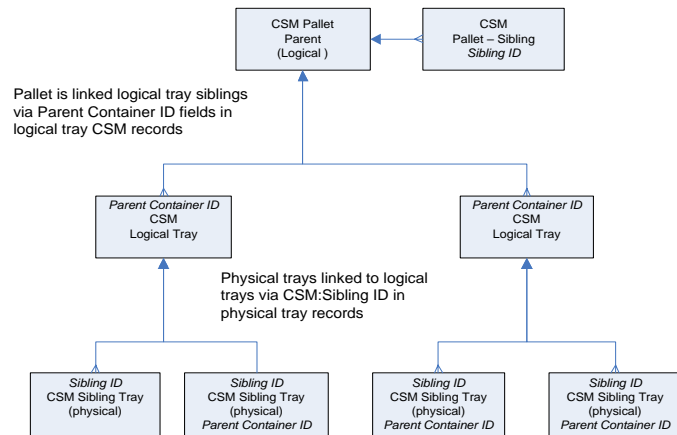 CSM Pallet
Parent
(Logical )
CSM
Pallet – Sibling
Sibling ID
Pallet is linked logical tray siblings
via Parent Container ID fields in
logical tray CSM records
Parent Container ID
CSM
Logical Tray
Parent Container ID
CSM
Logical Tray
Physical trays linked to logical
trays via CSM:Sibling ID in
physical tray records
Sibling ID
CSM Sibling Tray
(physical)
Sibling ID
CSM Sibling Tray
(physical)
Parent Container ID
Sibling ID
CSM Sibling Tray
(physical)
Parent Container ID
Sibling ID
CSM Sibling Tray
(physical)
Parent Container ID